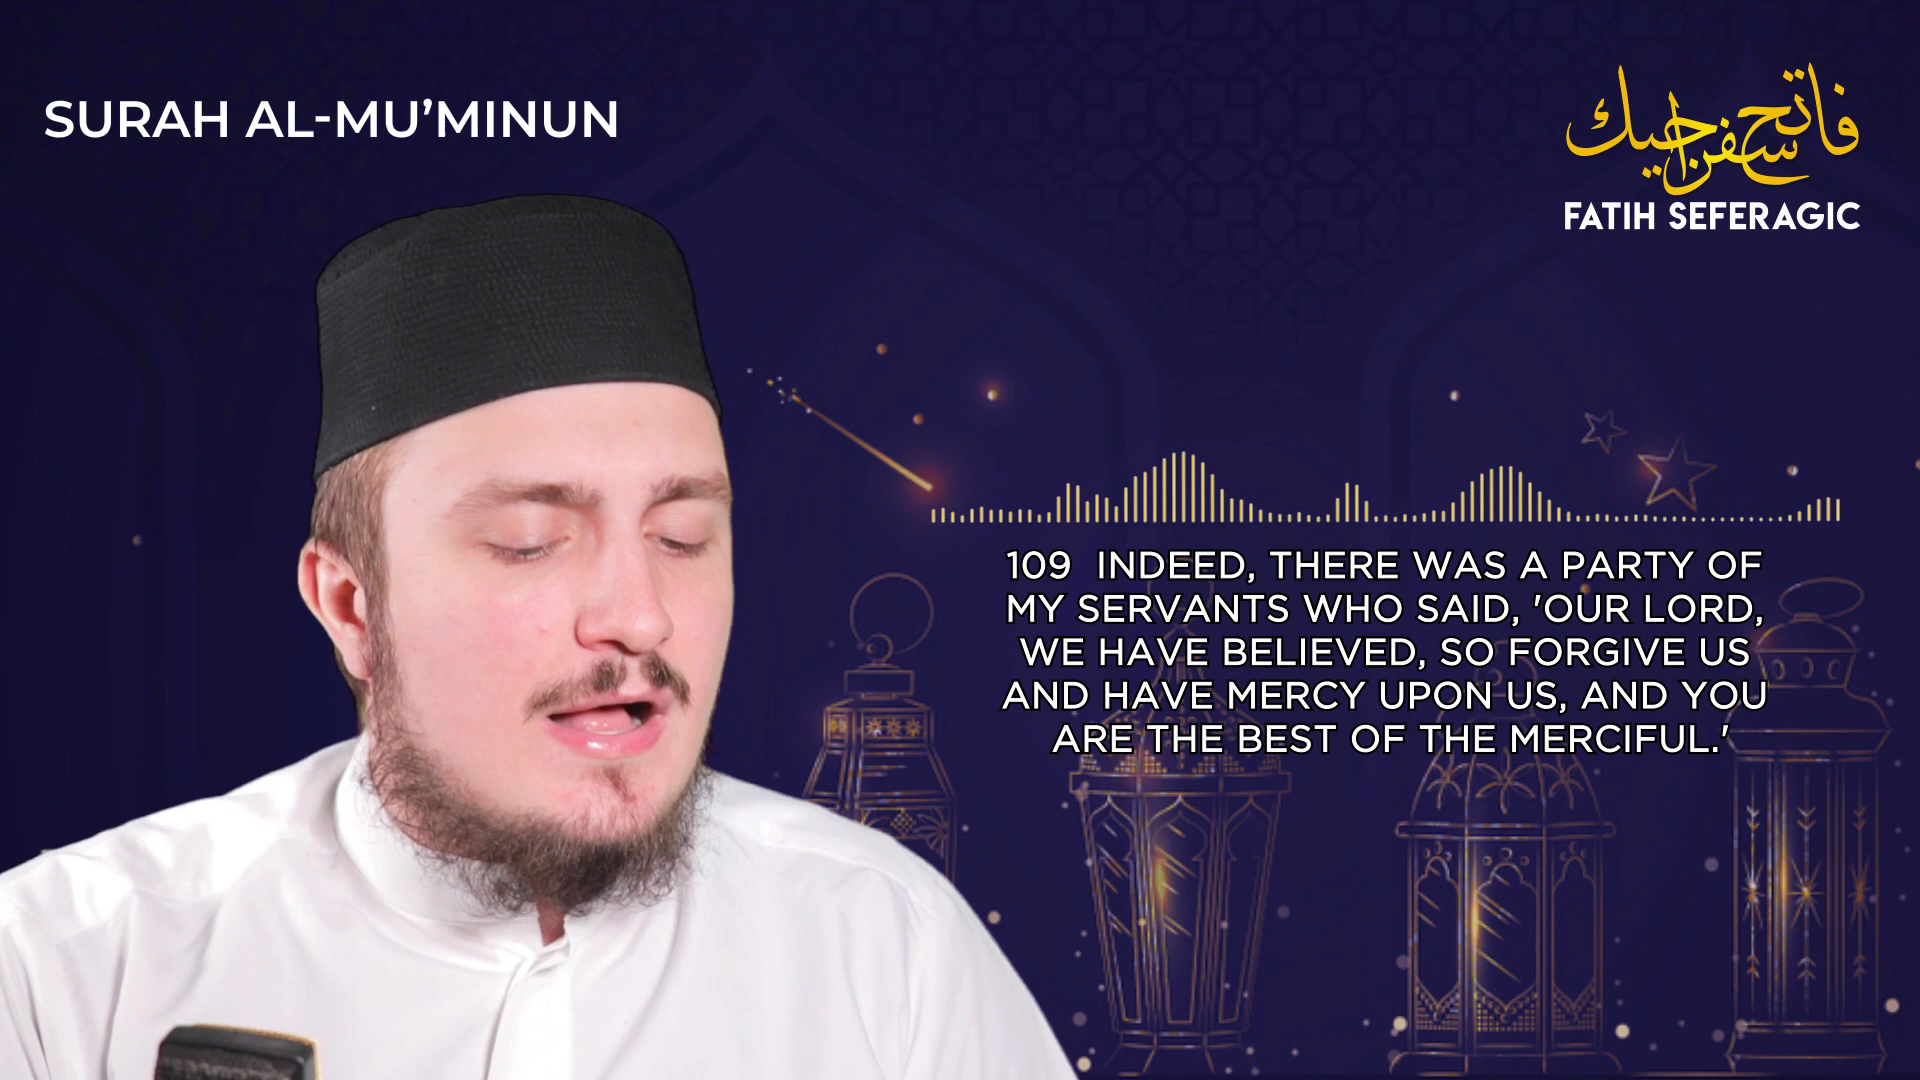 SURAH AL-MU’MINUN
فاتح سفراجيك
FATIH SEFERAGIC
109 INDEED, THERE WAS A PARTY OF
MY SERVANTS WHO SAID, 'OUR LORD,
WE HAVE BELIEVED, SO FORGIVE US
AND HAVE MERCY UPON US, AND YOU
ARE THE BEST OF THE MERCIFUL.'